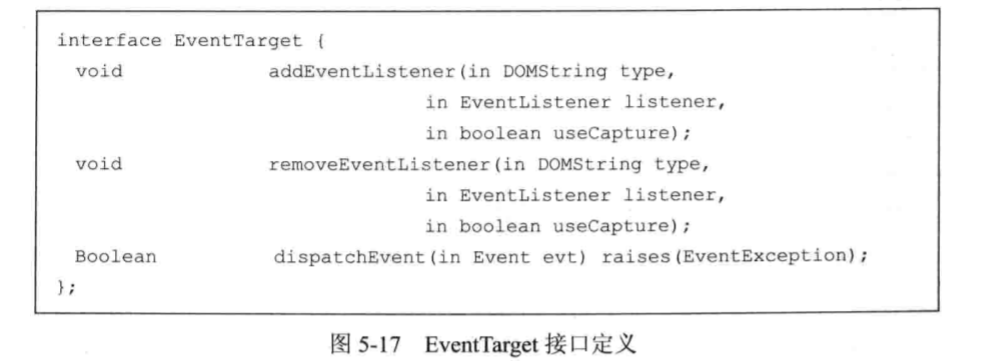 interface EventTarget {
void addEventListener(in DOMString type,
in EventListener listener,
in boolean useCapture);
void removeEventListener(in DOMString type,
in EventListener listener,
in boolean useCapture);
Boolean dispatchEvent(in Event evt) raises(EventException);
};
图 5-17 EventTarget 接口定义